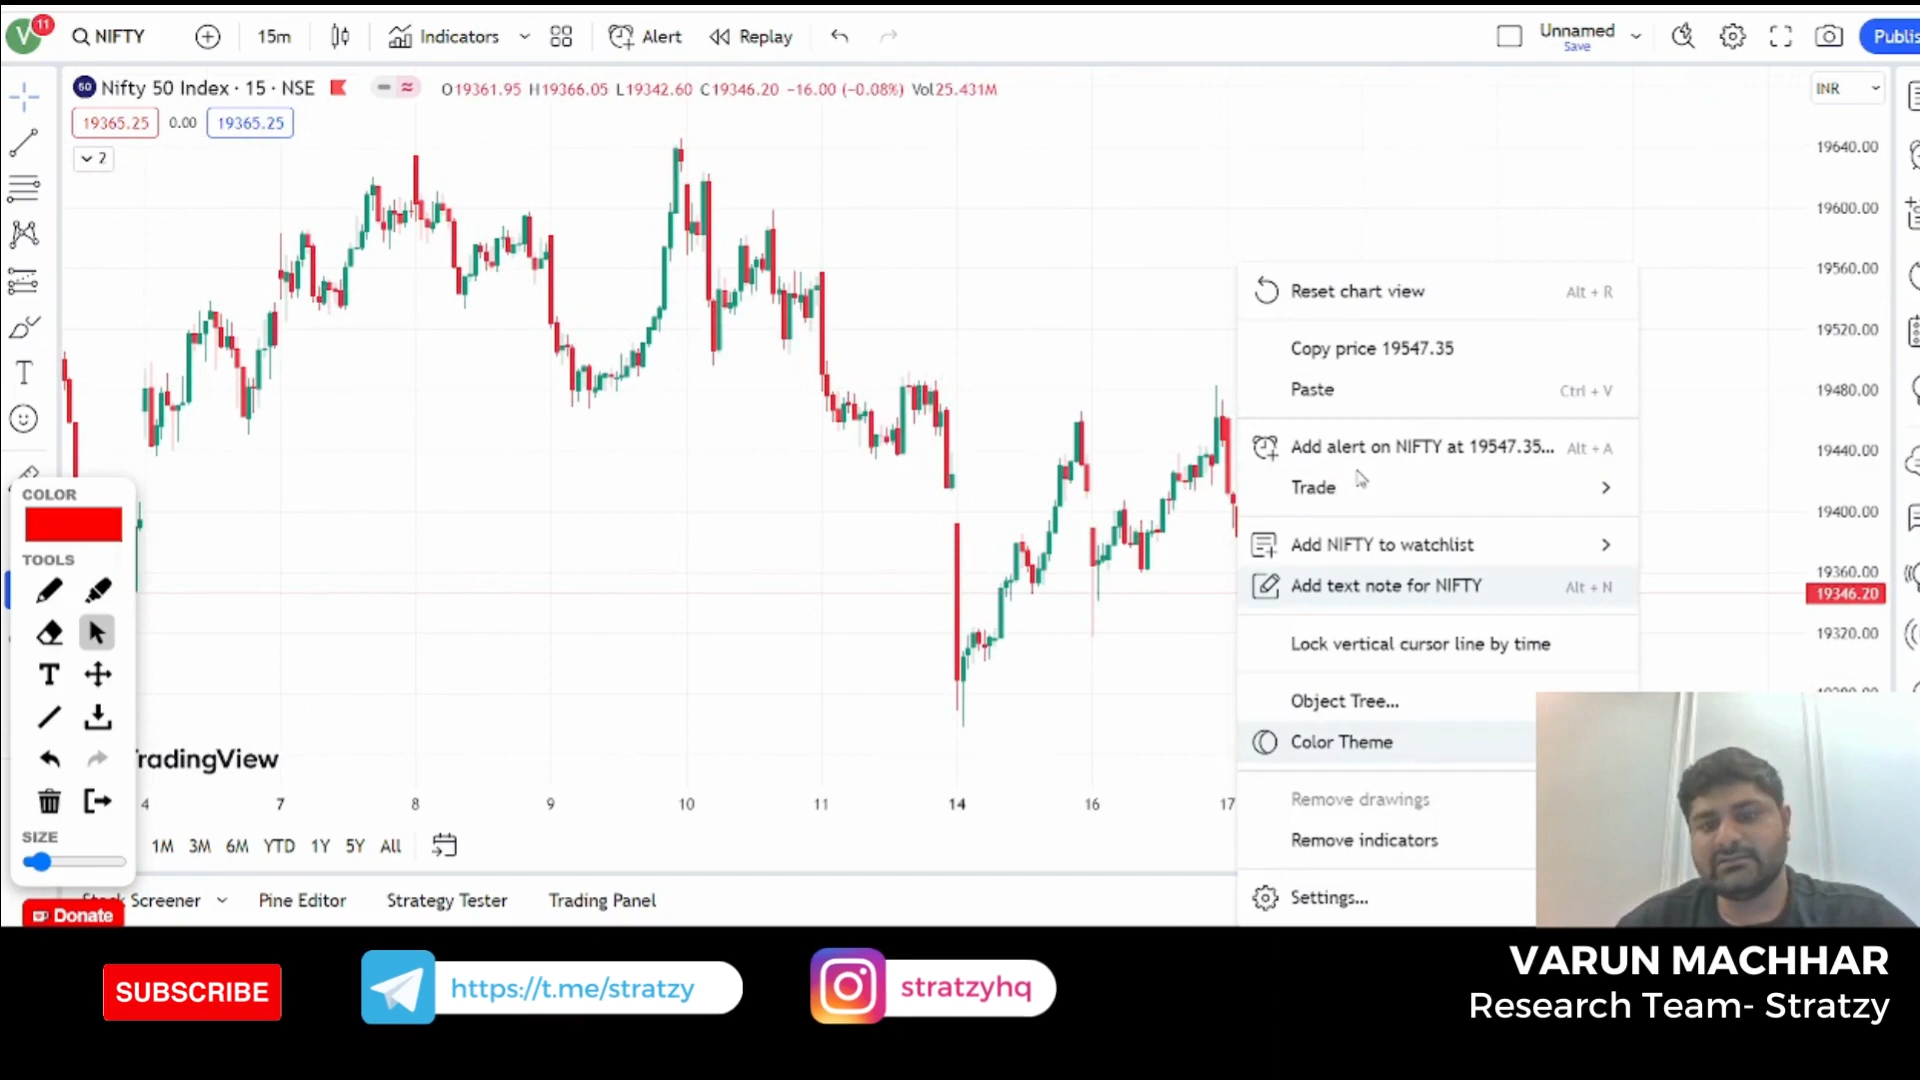 V 11 NIFTY 15m Indicators Alert Replay Unnamed Save
50 Nifty 50 Index · 15 · NSE O19361.95 H19366.05 L19342.60 C19346.20 −16.00 (−0.08%) Vol25.431M INR
19365.25 0.00 19365.25
2
19640.00
19600.00
19560.00
19520.00
19480.00
19440.00
19400.00
19360.00
19346.20
19320.00
Reset chart view Alt + R
Copy price 19547.35
Paste Ctrl + V
Add alert on NIFTY at 19547.35... Alt + A
Trade
Add NIFTY to watchlist
Add text note for NIFTY Alt + N
Lock vertical cursor line by time
Object Tree...
Color Theme
Remove drawings
Remove indicators
Settings...
COLOR
TOOLS
T
T
SIZE
Donate
4 7 8 9 10 11 14 16 17
1M 3M 6M YTD 1Y 5Y All
Screener Pine Editor Strategy Tester Trading Panel
SUBSCRIBE
https://t.me/stratzy
stratzyhq
VARUN MACHHAR
Research Team- Stratzy